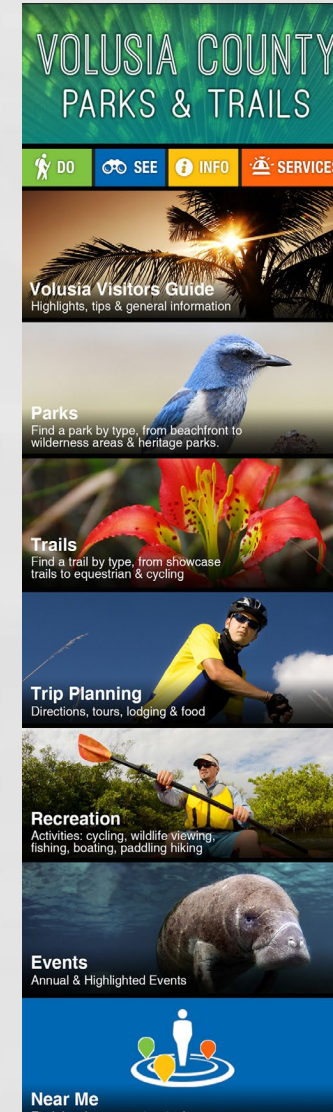 VOLUSIA COUNTY
PARKS & TRAILS
DO SEE INFO SERVICES
Volusia Visitors Guide
Highlights, tips & general information
Parks
Find a park by type, from beachfront to
wilderness areas & heritage parks.
Trails
Find a trail by type, from showcase
trails to equestrian & cycling
Trip Planning
Directions, tours, lodging & food
Recreation
Activities: cycling, wildlife viewing,
fishing, boating, paddling hiking
Events
Annual & Highlighted Events
Near Me